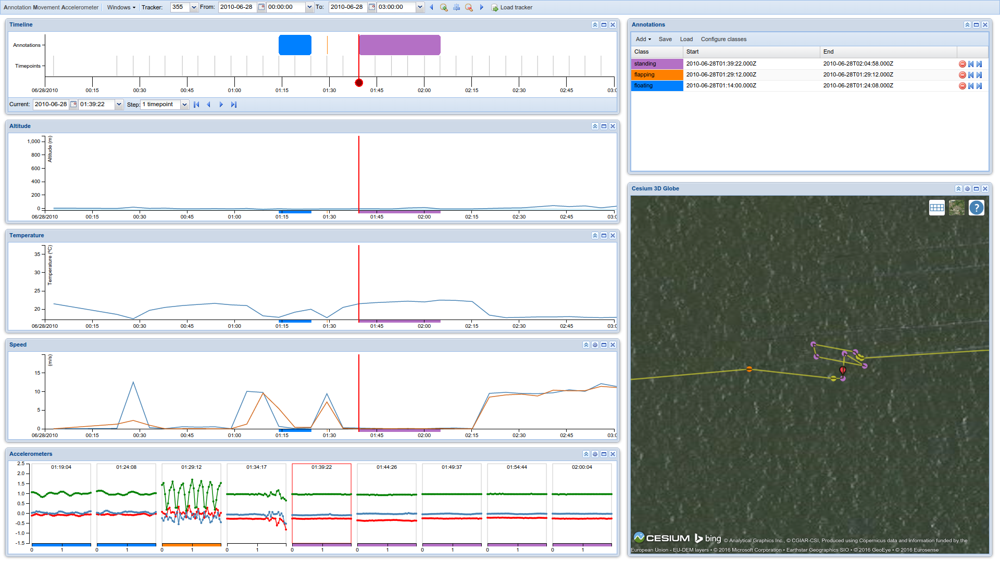 Annotation Movement Accelerometer Windows Tracker: 355 From: 2010-06-28 00:00:00 To: 2010-06-28 03:00:00 Load tracker
Timeline
Annotations
Timepoints
06/28/2010 00:15 00:30 00:45 01:00 01:15 01:30 01:45 02:00 02:15 02:30 02:45 03:0
Current: 2010-06-28 01:39:22 Step: 1 timepoint
Altitude
Altitude (m)
1,000
800
600
400
200
0
06/28/2010 00:15 00:30 00:45 01:00 01:15 01:30 01:45 02:00 02:15 02:30 02:45 03:0
Temperature
Temperature (°C)
35
30
25
20
06/28/2010 00:15 00:30 00:45 01:00 01:15 01:30 01:45 02:00 02:15 02:30 02:45 03:0
Speed
(m/s)
15
10
5
0
06/28/2010 00:15 00:30 00:45 01:00 01:15 01:30 01:45 02:00 02:15 02:30 02:45 03:0
Accelerometers
01:19:04 01:24:08 01:29:12 01:34:17 01:39:22 01:44:26 01:49:37 01:54:44 02:00:04
2.5
2.0
1.5
1.0
0.5
0.0
-0.5
-1.0
-1.5
0 1 0 1 0 1 0 1 0 1 0 1 0 1 0 1 0 1
Annotations
Add Save Load Configure classes
Class Start End
standing 2010-06-28T01:39:22.000Z 2010-06-28T02:04:58.000Z
flapping 2010-06-28T01:29:12.000Z 2010-06-28T01:29:12.000Z
floating 2010-06-28T01:14:00.000Z 2010-06-28T01:24:08.000Z
Cesium 3D Globe
?
CESIUM bing © Analytical Graphics Inc., © CGIAR-CSI, Produced using Copernicus data and information funded by the
European Union - EU-DEM layers • © 2016 Microsoft Corporation • Earthstar Geographics SIO • © 2016 GeoEye • © 2016 Eurosense